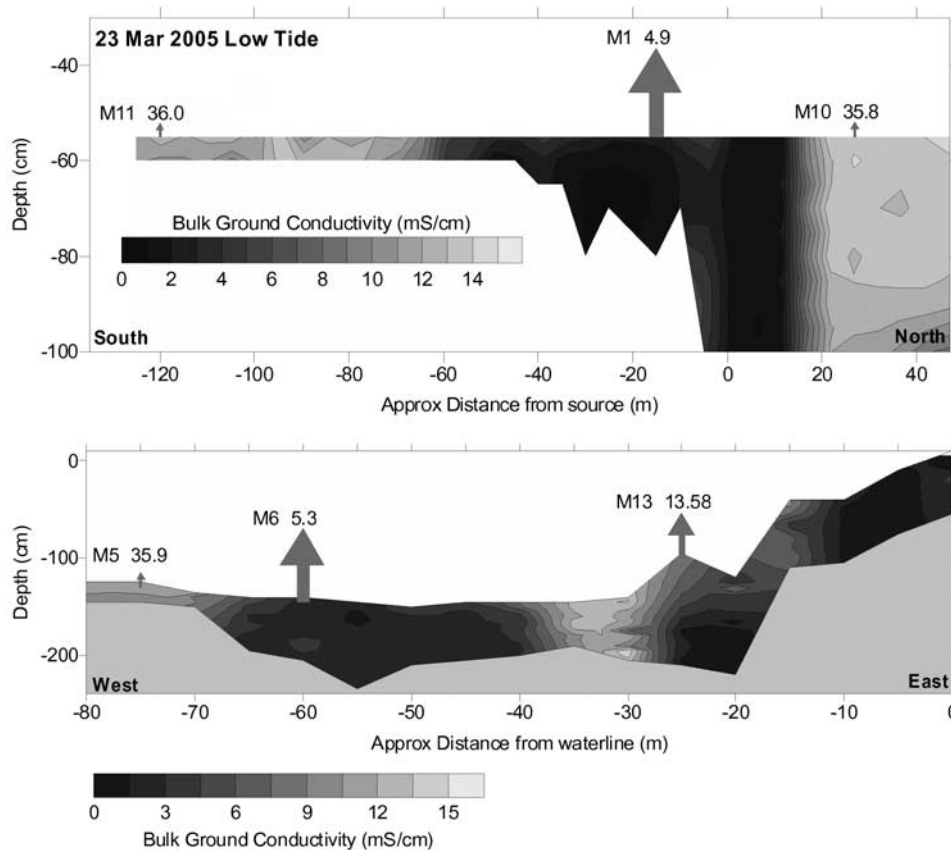 23 Mar 2005 Low Tide
M1 4.9
M11 36.0
M10 35.8
-40
-60
-80
-100
Depth (cm)
Bulk Ground Conductivity (mS/cm)
0 2 4 6 8 10 12 14
South
North
-120 -100 -80 -60 -40 -20 0 20 40
Approx Distance from source (m)
0
-100
-200
Depth (cm)
M6 5.3
M13 13.58
M5 35.9
West
East
-80 -70 -60 -50 -40 -30 -20 -10 0
Approx Distance from waterline (m)
0 3 6 9 12 15
Bulk Ground Conductivity (mS/cm)